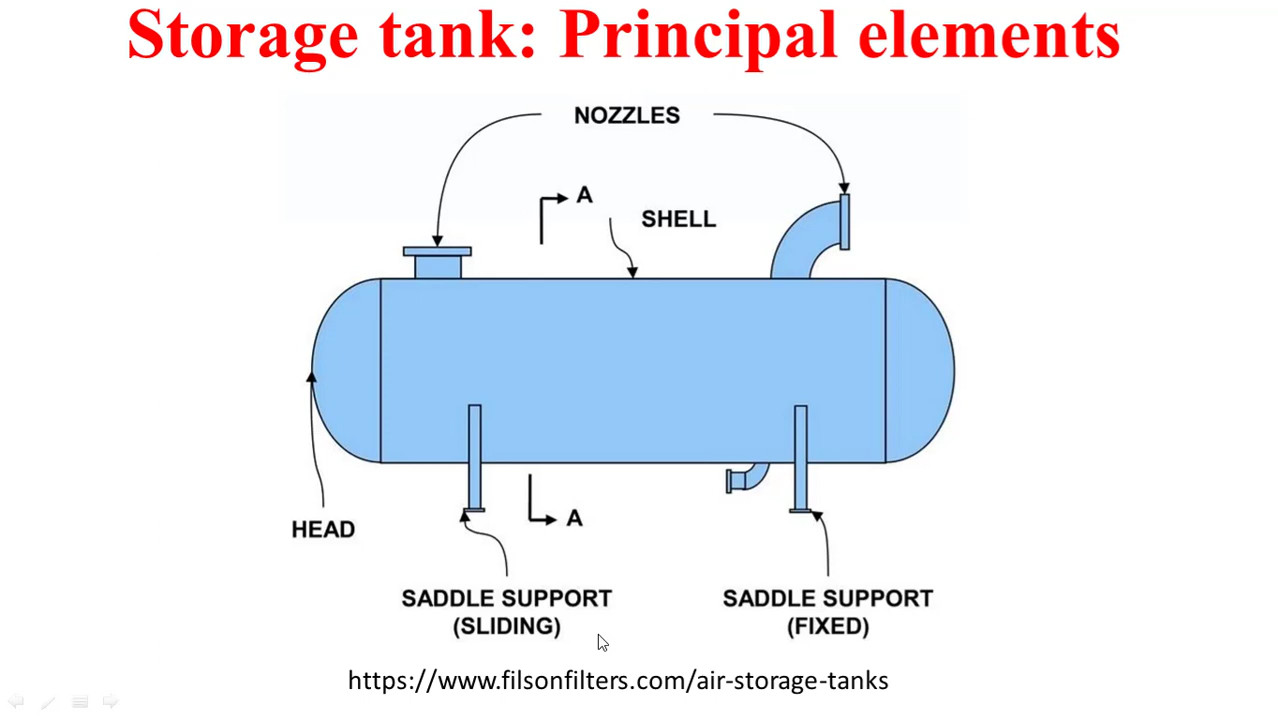 Storage tank: Principal elements
NOZZLES
A
SHELL
HEAD
A
SADDLE SUPPORT
(SLIDING)
SADDLE SUPPORT
(FIXED)
https://www.filsonfilters.com/air-storage-tanks